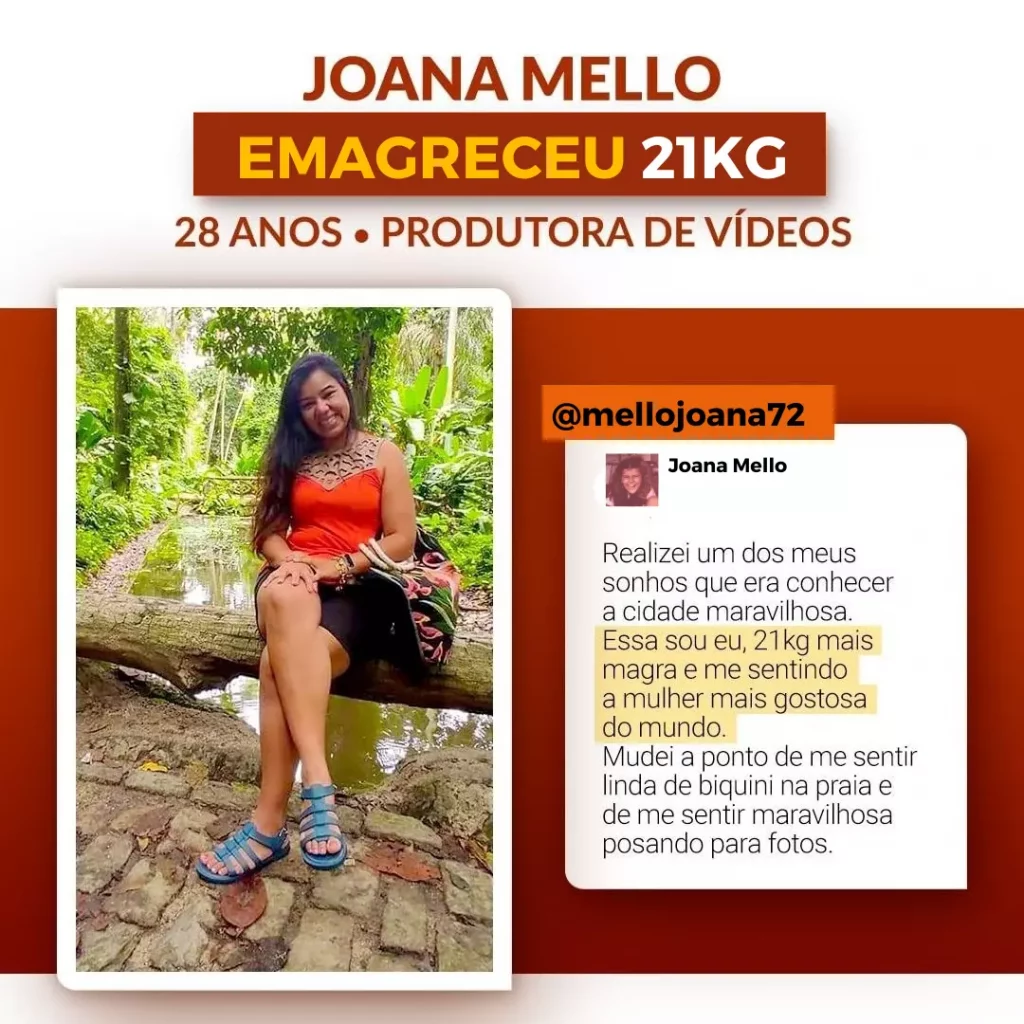 JOANA MELLO
EMAGRECEU 21KG
28 ANOS • PRODUTORA DE VÍDEOS
@mellojoana72
Joana Mello
Realizei um dos meus
sonhos que era conhecer
a cidade maravilhosa.
Essa sou eu, 21kg mais
magra e me sentindo
a mulher mais gostosa
do mundo.
Mudei a ponto de me sentir
linda de biquini na praia e
de me sentir maravilhosa
posando para fotos.